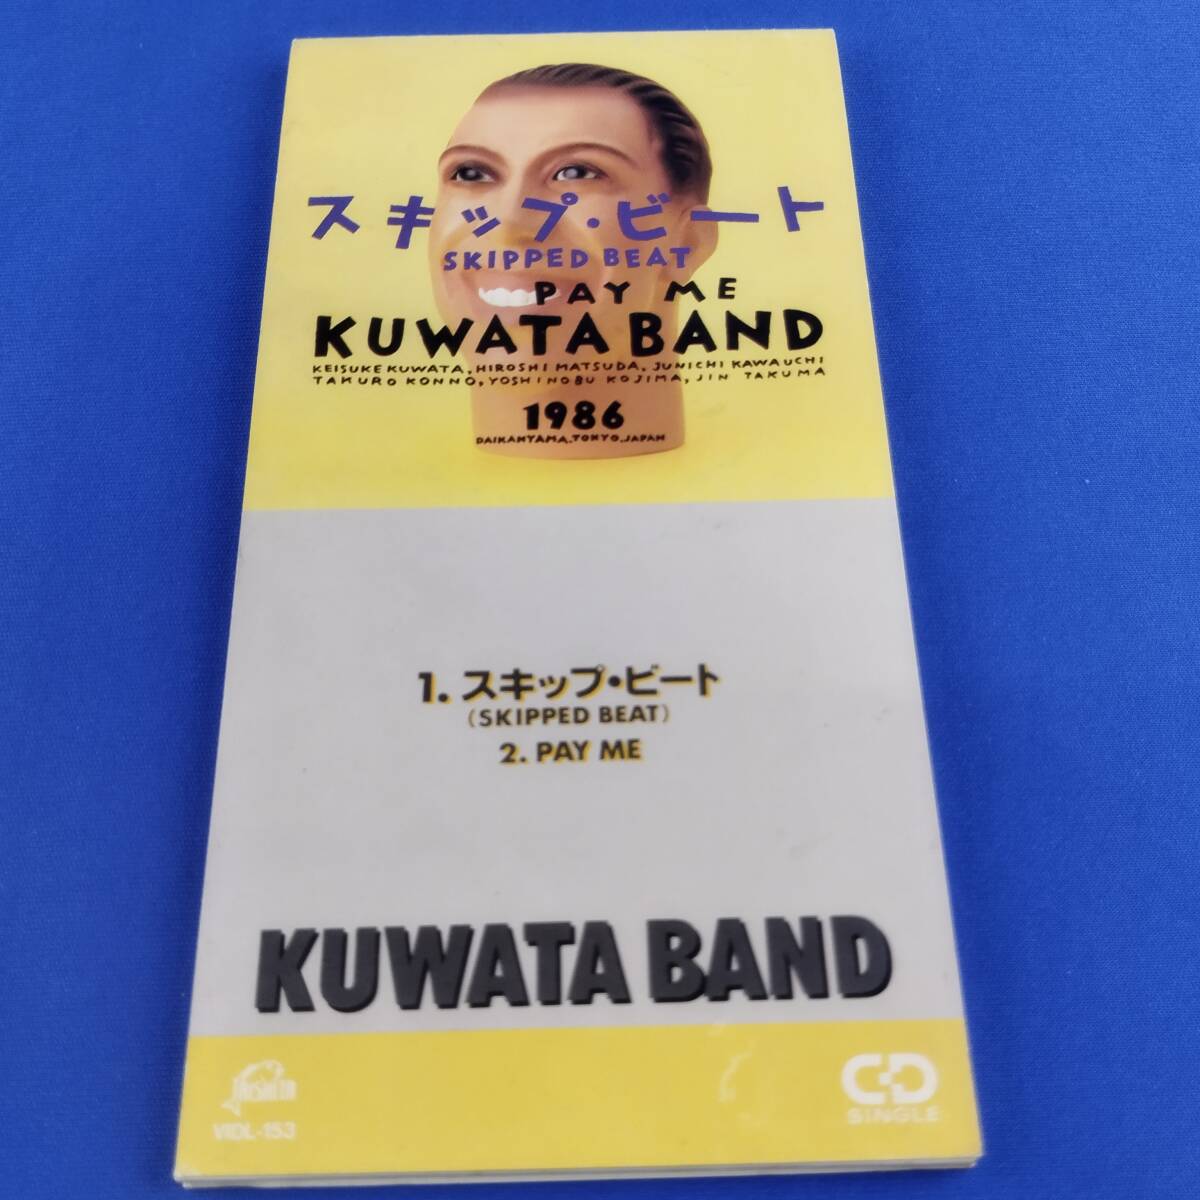 スキップ・ビート
SKIPPED BEAT
PAY ME
KUWATA BAND
KEISUKE KUWATA, HIROSHI MATSUDA, JUNICHI KAWAUCHI
TAKURO KONNO, YOSHINOBU KOJIMA, JIN TAKUMA
1986
DAIKANYAMA, TOKYO, JAPAN
1. スキップ・ビート
(SKIPPED BEAT)
2. PAY ME
KUWATA BAND
TAISHITA
VIDL-153
CD
SINGLE